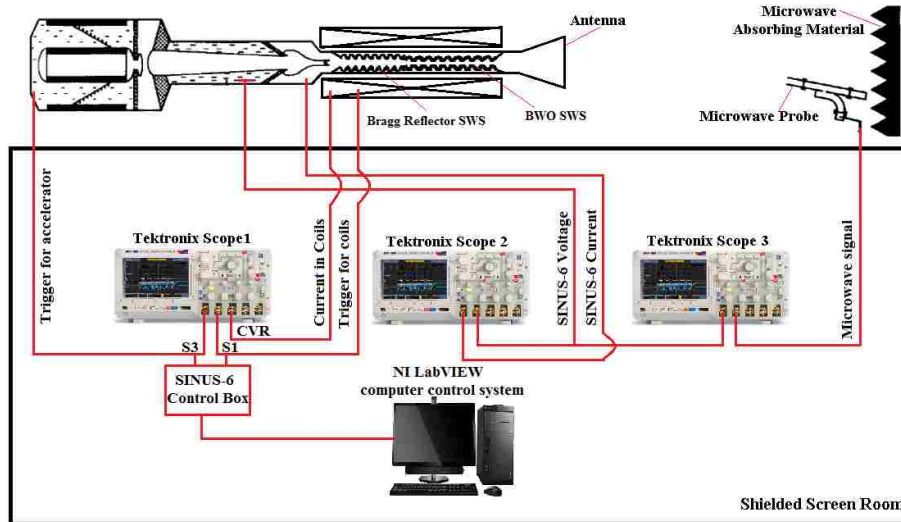 Antenna
Microwave
Absorbing Material
Bragg Reflector SWS
BWO SWS
Microwave Probe
Trigger for accelerator
Tektronix Scope1
Current in Coils
Trigger for coils
Tektronix Scope 2
SINUS-6 Voltage
SINUS-6 Current
Tektronix Scope 3
Microwave signal
CVR
S3
S1
SINUS-6
Control Box
NI LabVIEW
computer control system
Shielded Screen Room